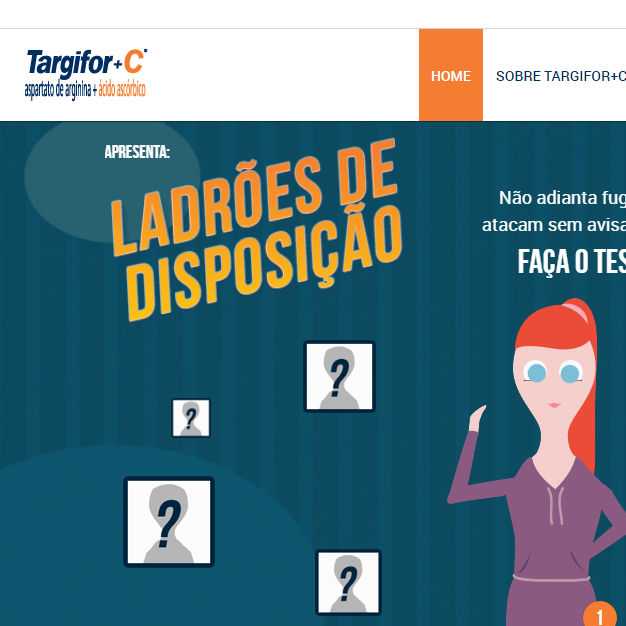 Targifor+C
aspartato de arginina + ácido ascórbico
HOME
SOBRE TARGIFOR+C
APRESENTA:
LADRÕES DE
DISPOSIÇÃO
Não adianta fug
atacam sem avisa
FAÇA O TES
?
?
?
?
1